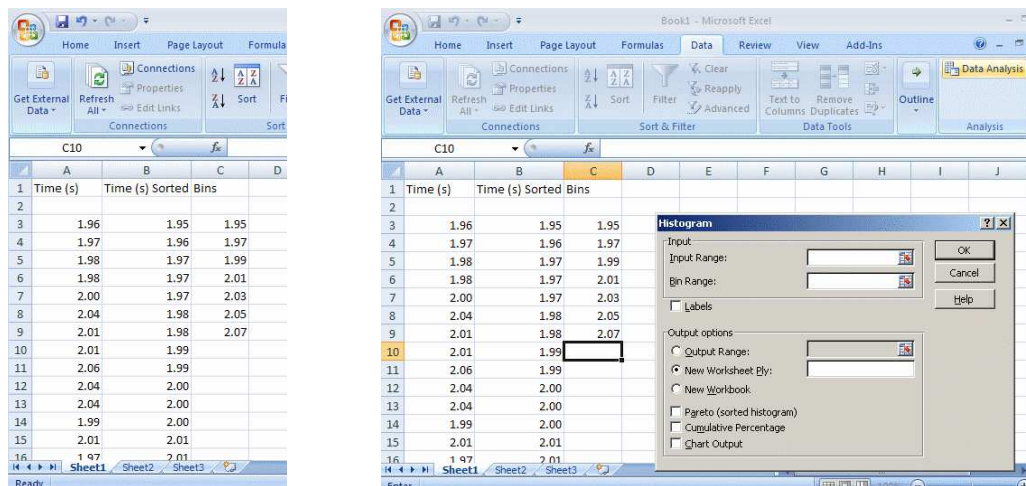 Home Insert Page Layout Formula
Get External Data
Refresh All
Connections
Properties
Edit Links
Sort
Connections
Sort
C10
fx
A B C D
1 Time (s) Time (s) Sorted Bins
2
3 1.96 1.95 1.95
4 1.97 1.96 1.97
5 1.98 1.97 1.99
6 1.98 1.97 2.01
7 2.00 1.97 2.03
8 2.04 1.98 2.05
9 2.01 1.98 2.07
10 2.01 1.99
11 2.06 1.99
12 2.04 2.00
13 2.04 2.00
14 1.99 2.00
15 2.01 2.01
16 1.97 2.01
Sheet1 Sheet2 Sheet3
Ready
Book1 - Microsoft Excel
Home Insert Page Layout Formulas Data Review View Add-Ins
Get External Data
Refresh All
Connections
Properties
Edit Links
Sort
Filter
Clear
Reapply
Advanced
Text to Columns
Remove Duplicates
Outline
Data Analysis
Connections
Sort & Filter
Data Tools
Analysis
C10
fx
A B C D E F G H I J
1 Time (s) Time (s) Sorted Bins
2
3 1.96 1.95 1.95
4 1.97 1.96 1.97
5 1.98 1.97 1.99
6 1.98 1.97 2.01
7 2.00 1.97 2.03
8 2.04 1.98 2.05
9 2.01 1.98 2.07
10 2.01 1.99
11 2.06 1.99
12 2.04 2.00
13 2.04 2.00
14 1.99 2.00
15 2.01 2.01
16 1.97 2.01
Sheet1 Sheet2 Sheet3
Enter
Histogram
Input
Input Range:
Bin Range:
Labels
Output options
Output Range:
New Worksheet Ply:
New Workbook
Pareto (sorted histogram)
Cumulative Percentage
Chart Output
OK
Cancel
Help